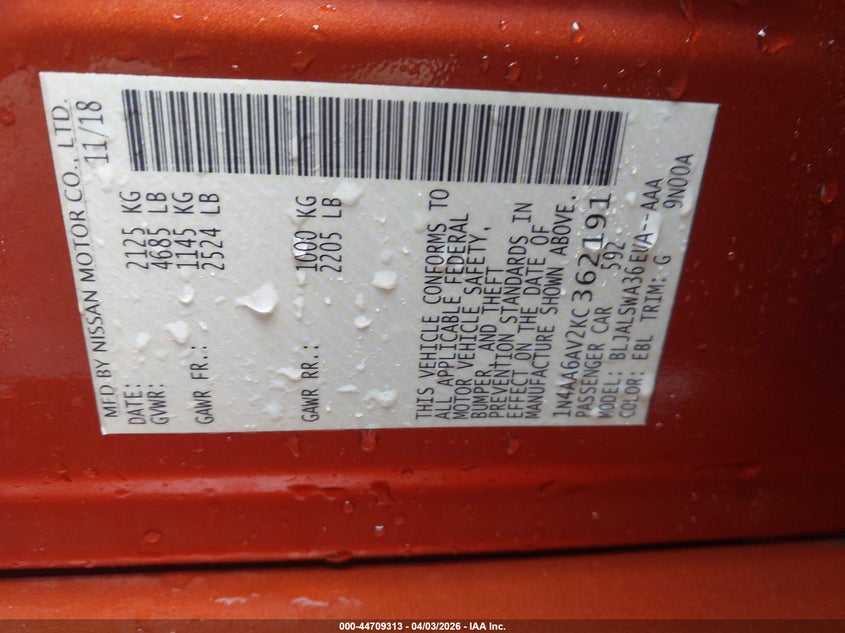 MFD BY NISSAN MOTOR CO., LTD.
DATE: 11/18
GVWR: 2125 KG
4685 LB
GAWR FR.: 1145 KG
2524 LB
GAWR RR.: 1000 KG
2205 LB
THIS VEHICLE CONFORMS TO
ALL APPLICABLE FEDERAL
MOTOR VEHICLE SAFETY,
BUMPER, AND THEFT
PREVENTION STANDARDS IN
EFFECT ON THE DATE OF
MANUFACTURE SHOWN ABOVE.
1N4AA6AV2KC362191
PASSENGER CAR 592
MODEL: BLJALSWA36EVA--AAA
COLOR: EBL TRIM: G 9N00A
000-44709313 - 04/03/2026 - IAA Inc.